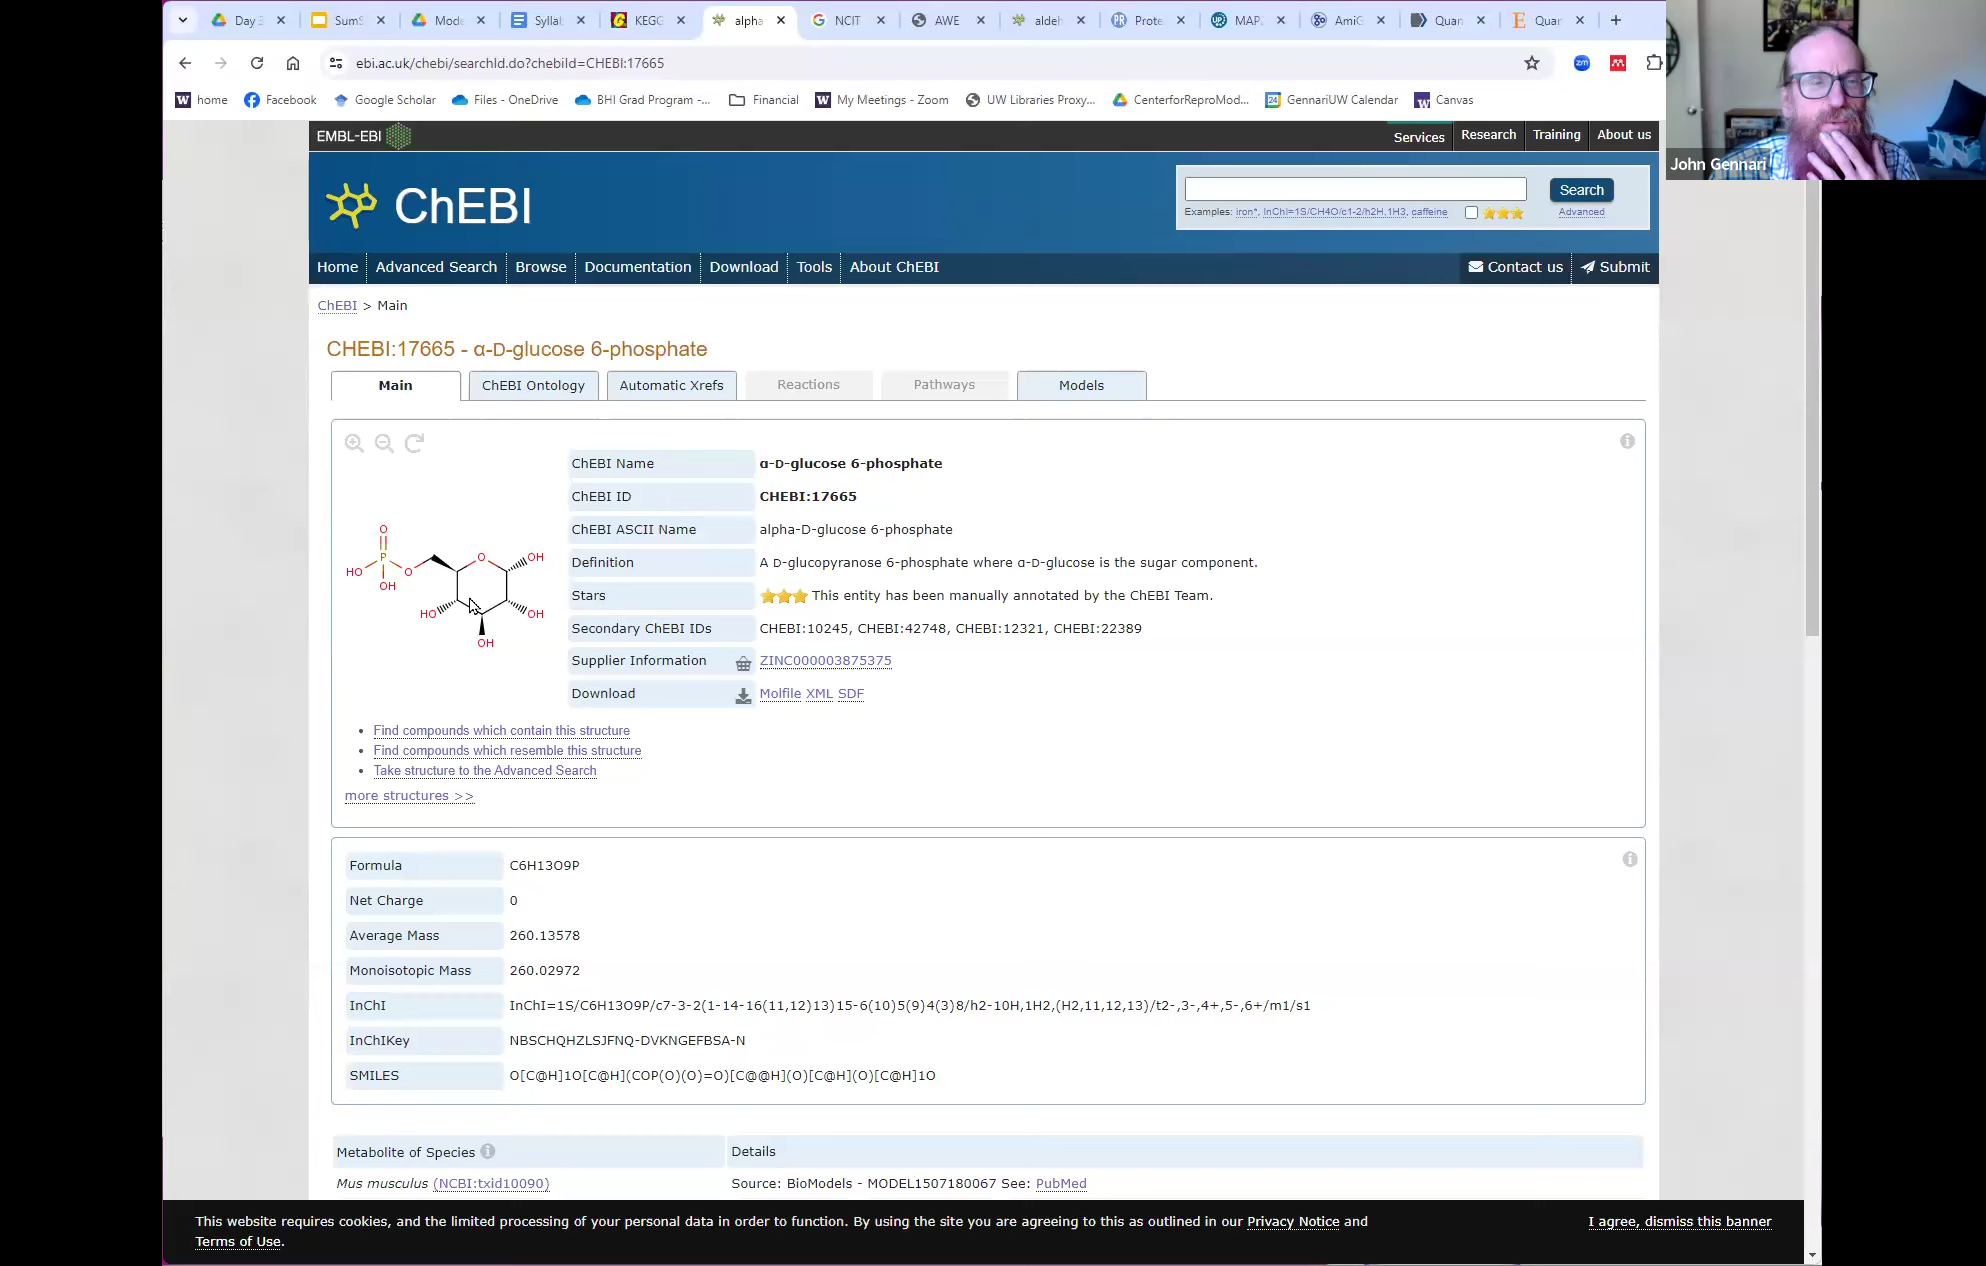 Day 3
SumS
Mode
Syllab
KEGG
alpha
NCIT
AWE
aldeh
Prote
MAP2
AmiG
Quan
Quan
ebi.ac.uk/chebi/searchId.do?chebiId=CHEBI:17665
home
Facebook
Google Scholar
Files - OneDrive
BHI Grad Program -...
Financial
My Meetings - Zoom
UW Libraries Proxy...
CenterforReproMod...
GennariUW Calendar
Canvas
John Gennari
EMBL-EBI
Services
Research
Training
About us
ChEBI
Search
Examples: iron*, InChI=1S/CH4O/c1-2/h2H,1H3, caffeine
Advanced
Home
Advanced Search
Browse
Documentation
Download
Tools
About ChEBI
Contact us
Submit
ChEBI > Main
CHEBI:17665 - α-D-glucose 6-phosphate
Main
ChEBI Ontology
Automatic Xrefs
Reactions
Pathways
Models
O
P
HO
OH
O
O
OH
HO
OH
OH
ChEBI Name α-D-glucose 6-phosphate
ChEBI ID CHEBI:17665
ChEBI ASCII Name alpha-D-glucose 6-phosphate
Definition A D-glucopyranose 6-phosphate where α-D-glucose is the sugar component.
Stars This entity has been manually annotated by the ChEBI Team.
Secondary ChEBI IDs CHEBI:10245, CHEBI:42748, CHEBI:12321, CHEBI:22389
Supplier Information ZINC000003875375
Download Molfile XML SDF
Find compounds which contain this structure
Find compounds which resemble this structure
Take structure to the Advanced Search
more structures >>
Formula C6H13O9P
Net Charge 0
Average Mass 260.13578
Monoisotopic Mass 260.02972
InChI InChI=1S/C6H13O9P/c7-3-2(1-14-16(11,12)13)15-6(10)5(9)4(3)8/h2-10H,1H2,(H2,11,12,13)/t2-,3-,4+,5-,6+/m1/s1
InChIKey NBSCHQHZLSJFNQ-DVKNGEFBSA-N
SMILES O[C@H]1O[C@H](COP(O)(O)=O)[C@@H](O)[C@H](O)[C@H]1O
Metabolite of Species Details
Mus musculus (NCBI:txid10090) Source: BioModels - MODEL1507180067 See: PubMed
This website requires cookies, and the limited processing of your personal data in order to function. By using the site you are agreeing to this as outlined in our Privacy Notice and
Terms of Use.
I agree, dismiss this banner